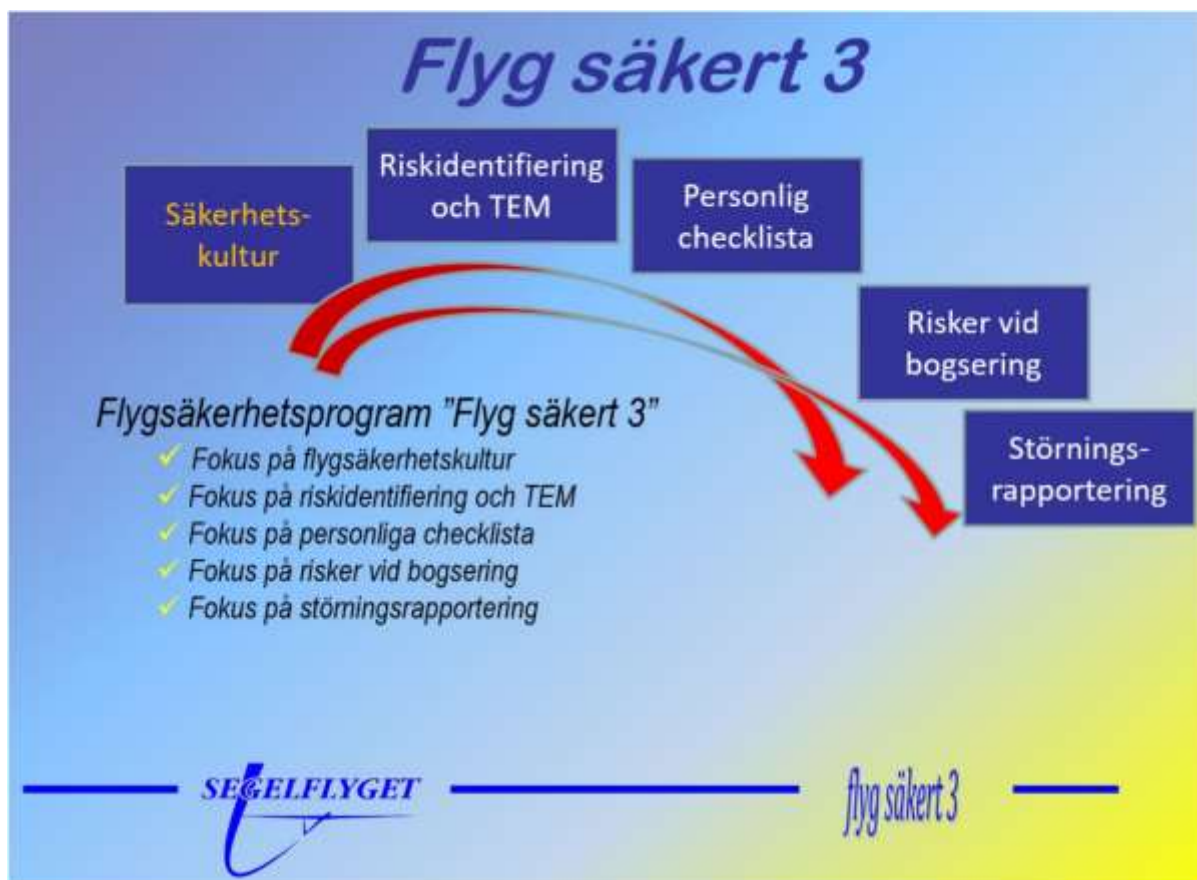 Flyg säkert 3
Säkerhets-
kultur
Riskidentifiering
och TEM
Personlig
checklista
Risker vid
bogsering
Störnings-
rapportering
Flygsäkerhetsprogram ”Flyg säkert 3”
Fokus på flygsäkerhetskultur
Fokus på riskidentifiering och TEM
Fokus på personliga checklista
Fokus på risker vid bogsering
Fokus på störningsrapportering
SEGELFLYGET
flyg säkert 3